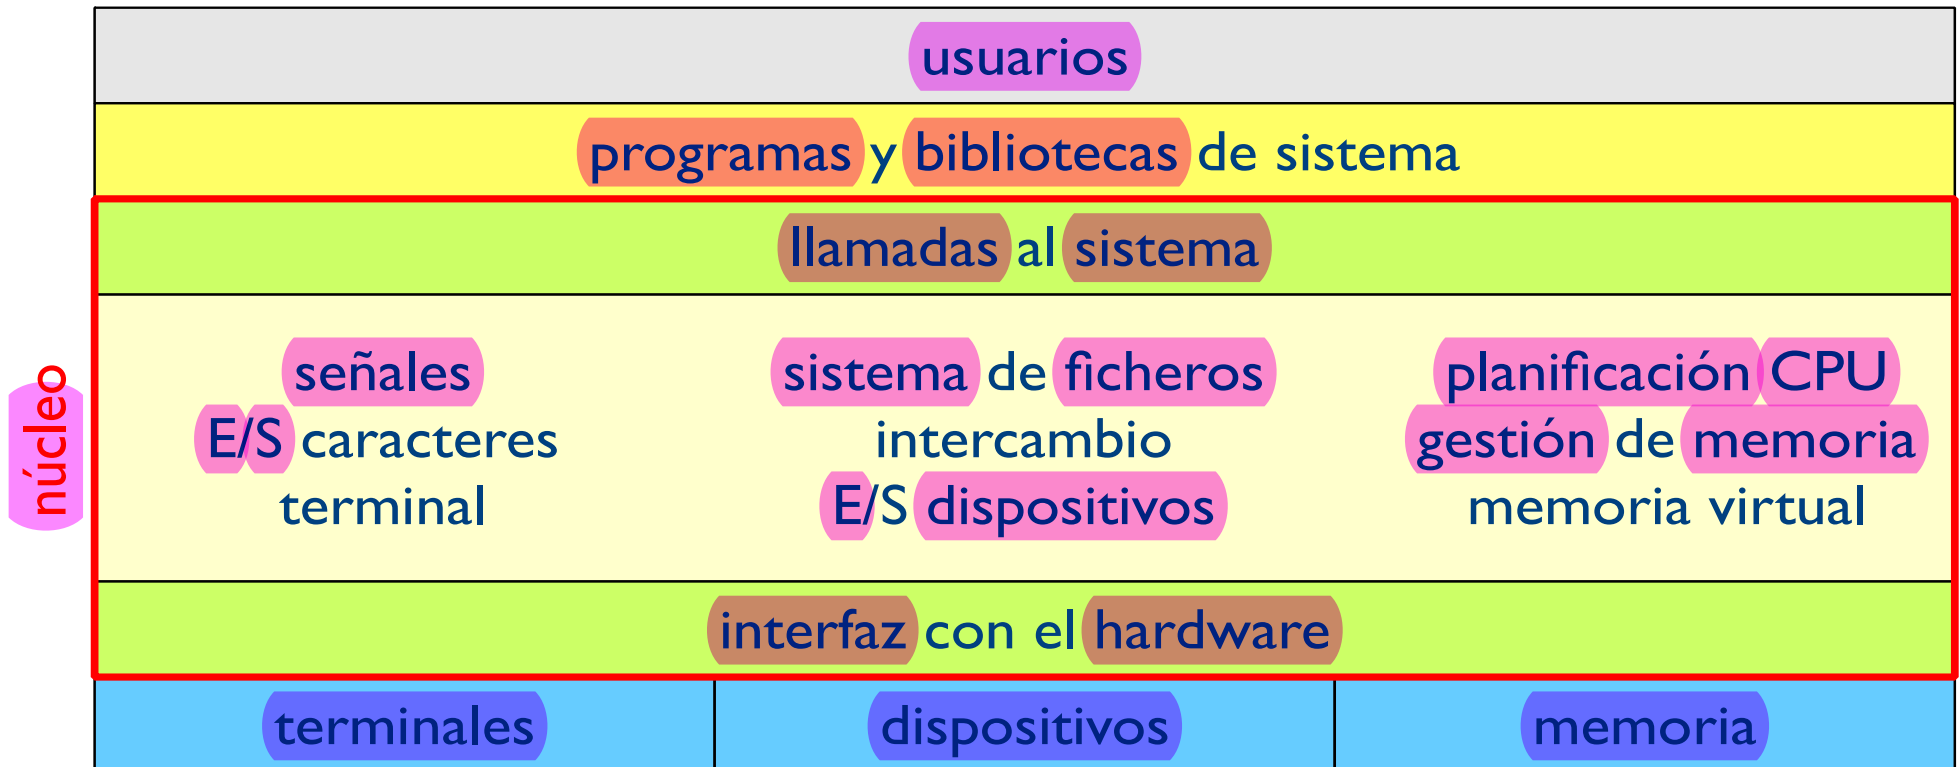 usuarios
programas y bibliotecas de sistema
llamadas al sistema
núcleo
señales
E/S caracteres
terminal
sistema de ficheros
intercambio
E/S dispositivos
planificación CPU
gestión de memoria
memoria virtual
interfaz con el hardware
terminales
dispositivos
memoria